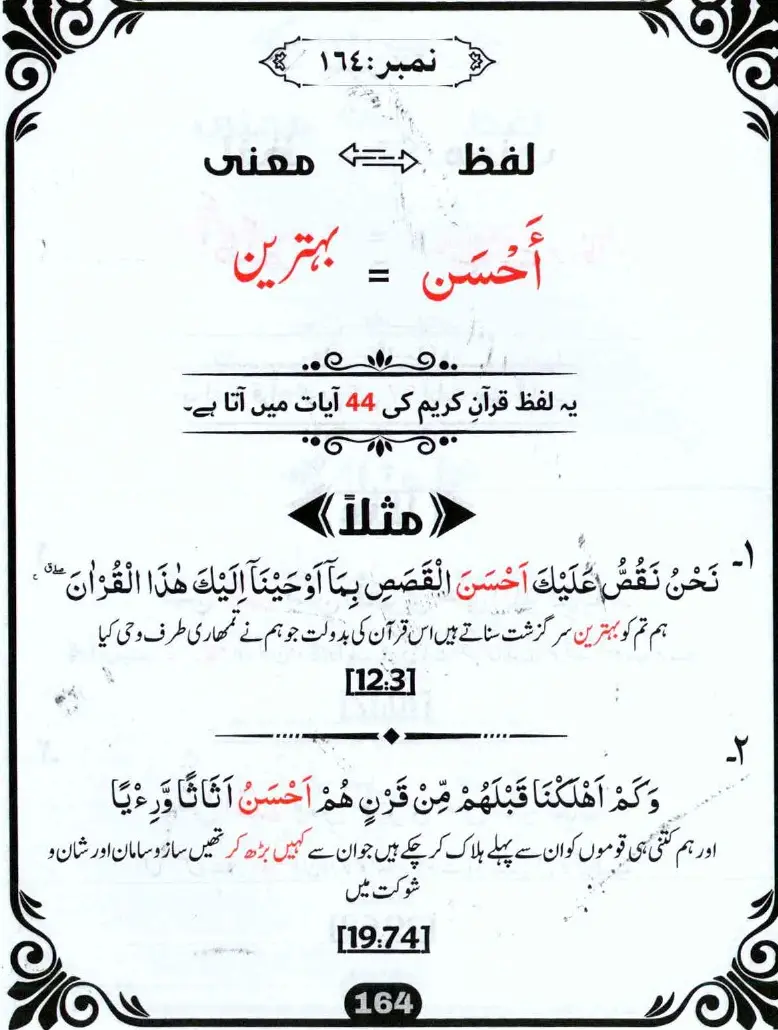 نمبر: ١٦٤
لفظ معنی
أَحْسَن = بہترین
یہ لفظ قرآنِ کریم کی 44 آیات میں آتا ہے۔
مثلاً
١- نَحْنُ نَقُصُّ عَلَيْكَ اَحْسَنَ الْقَصَصِ بِمَآ اَوْحَيْنَآ اِلَيْكَ هٰذَا الْقُرْاٰنَ
ہم تم کو بہترین سرگزشت سناتے ہیں اس قرآن کی بدولت جو ہم نے تمھاری طرف وحی کیا
[12:3]
٢- وَكَمْ اَهْلَكْنَا قَبْلَهُمْ مِّنْ قَرْنٍ هُمْ اَحْسَنُ اَثَاثًا وَّرِءْيًا
اور ہم کتنی ہی قوموں کو ان سے پہلے ہلاک کر چکے ہیں جو ان سے کہیں بڑھ کر تھیں ساز و سامان اور شان و
شوکت میں
[19:74]
164